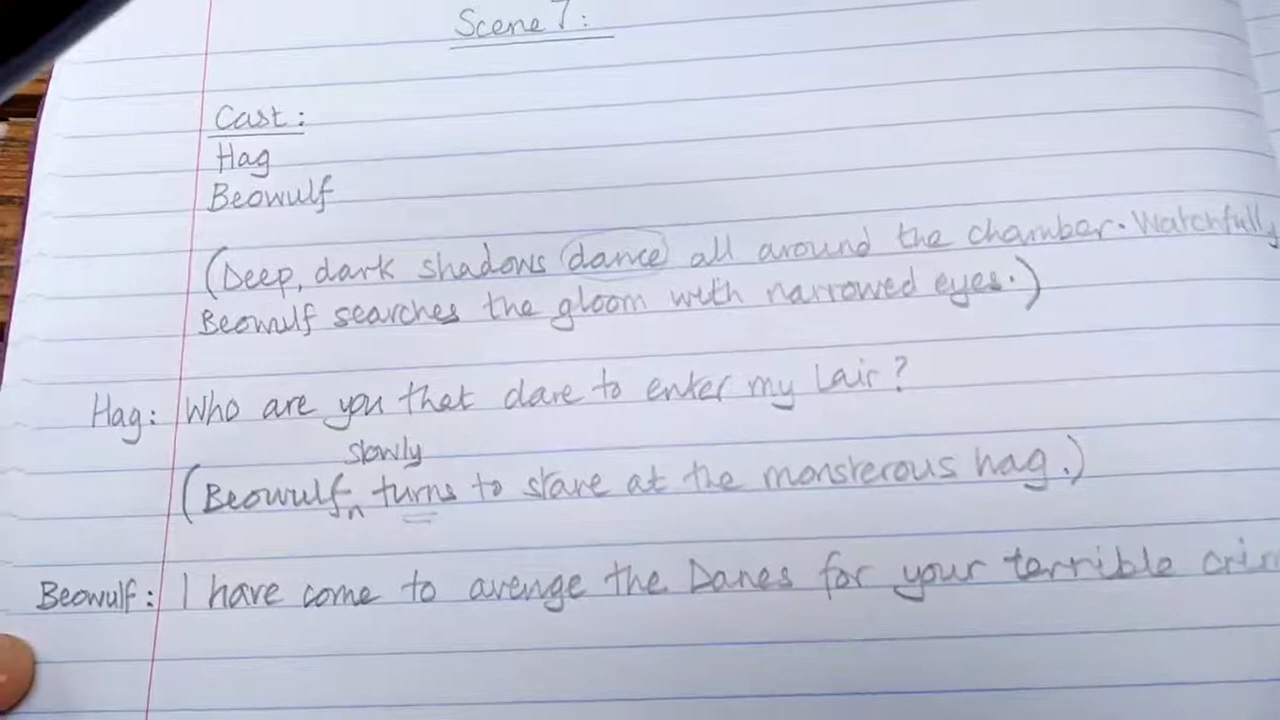 Scene 7:
Cast:
Hag
Beowulf
(Deep, dark shadows dance all around the chamber. Watchfully
Beowulf searches the gloom with narrowed eyes.)
Hag: Who are you that dare to enter my lair?
slowly
(Beowulf turns to stare at the monsterous hag.)
Beowulf: I have come to avenge the Danes for your terrible